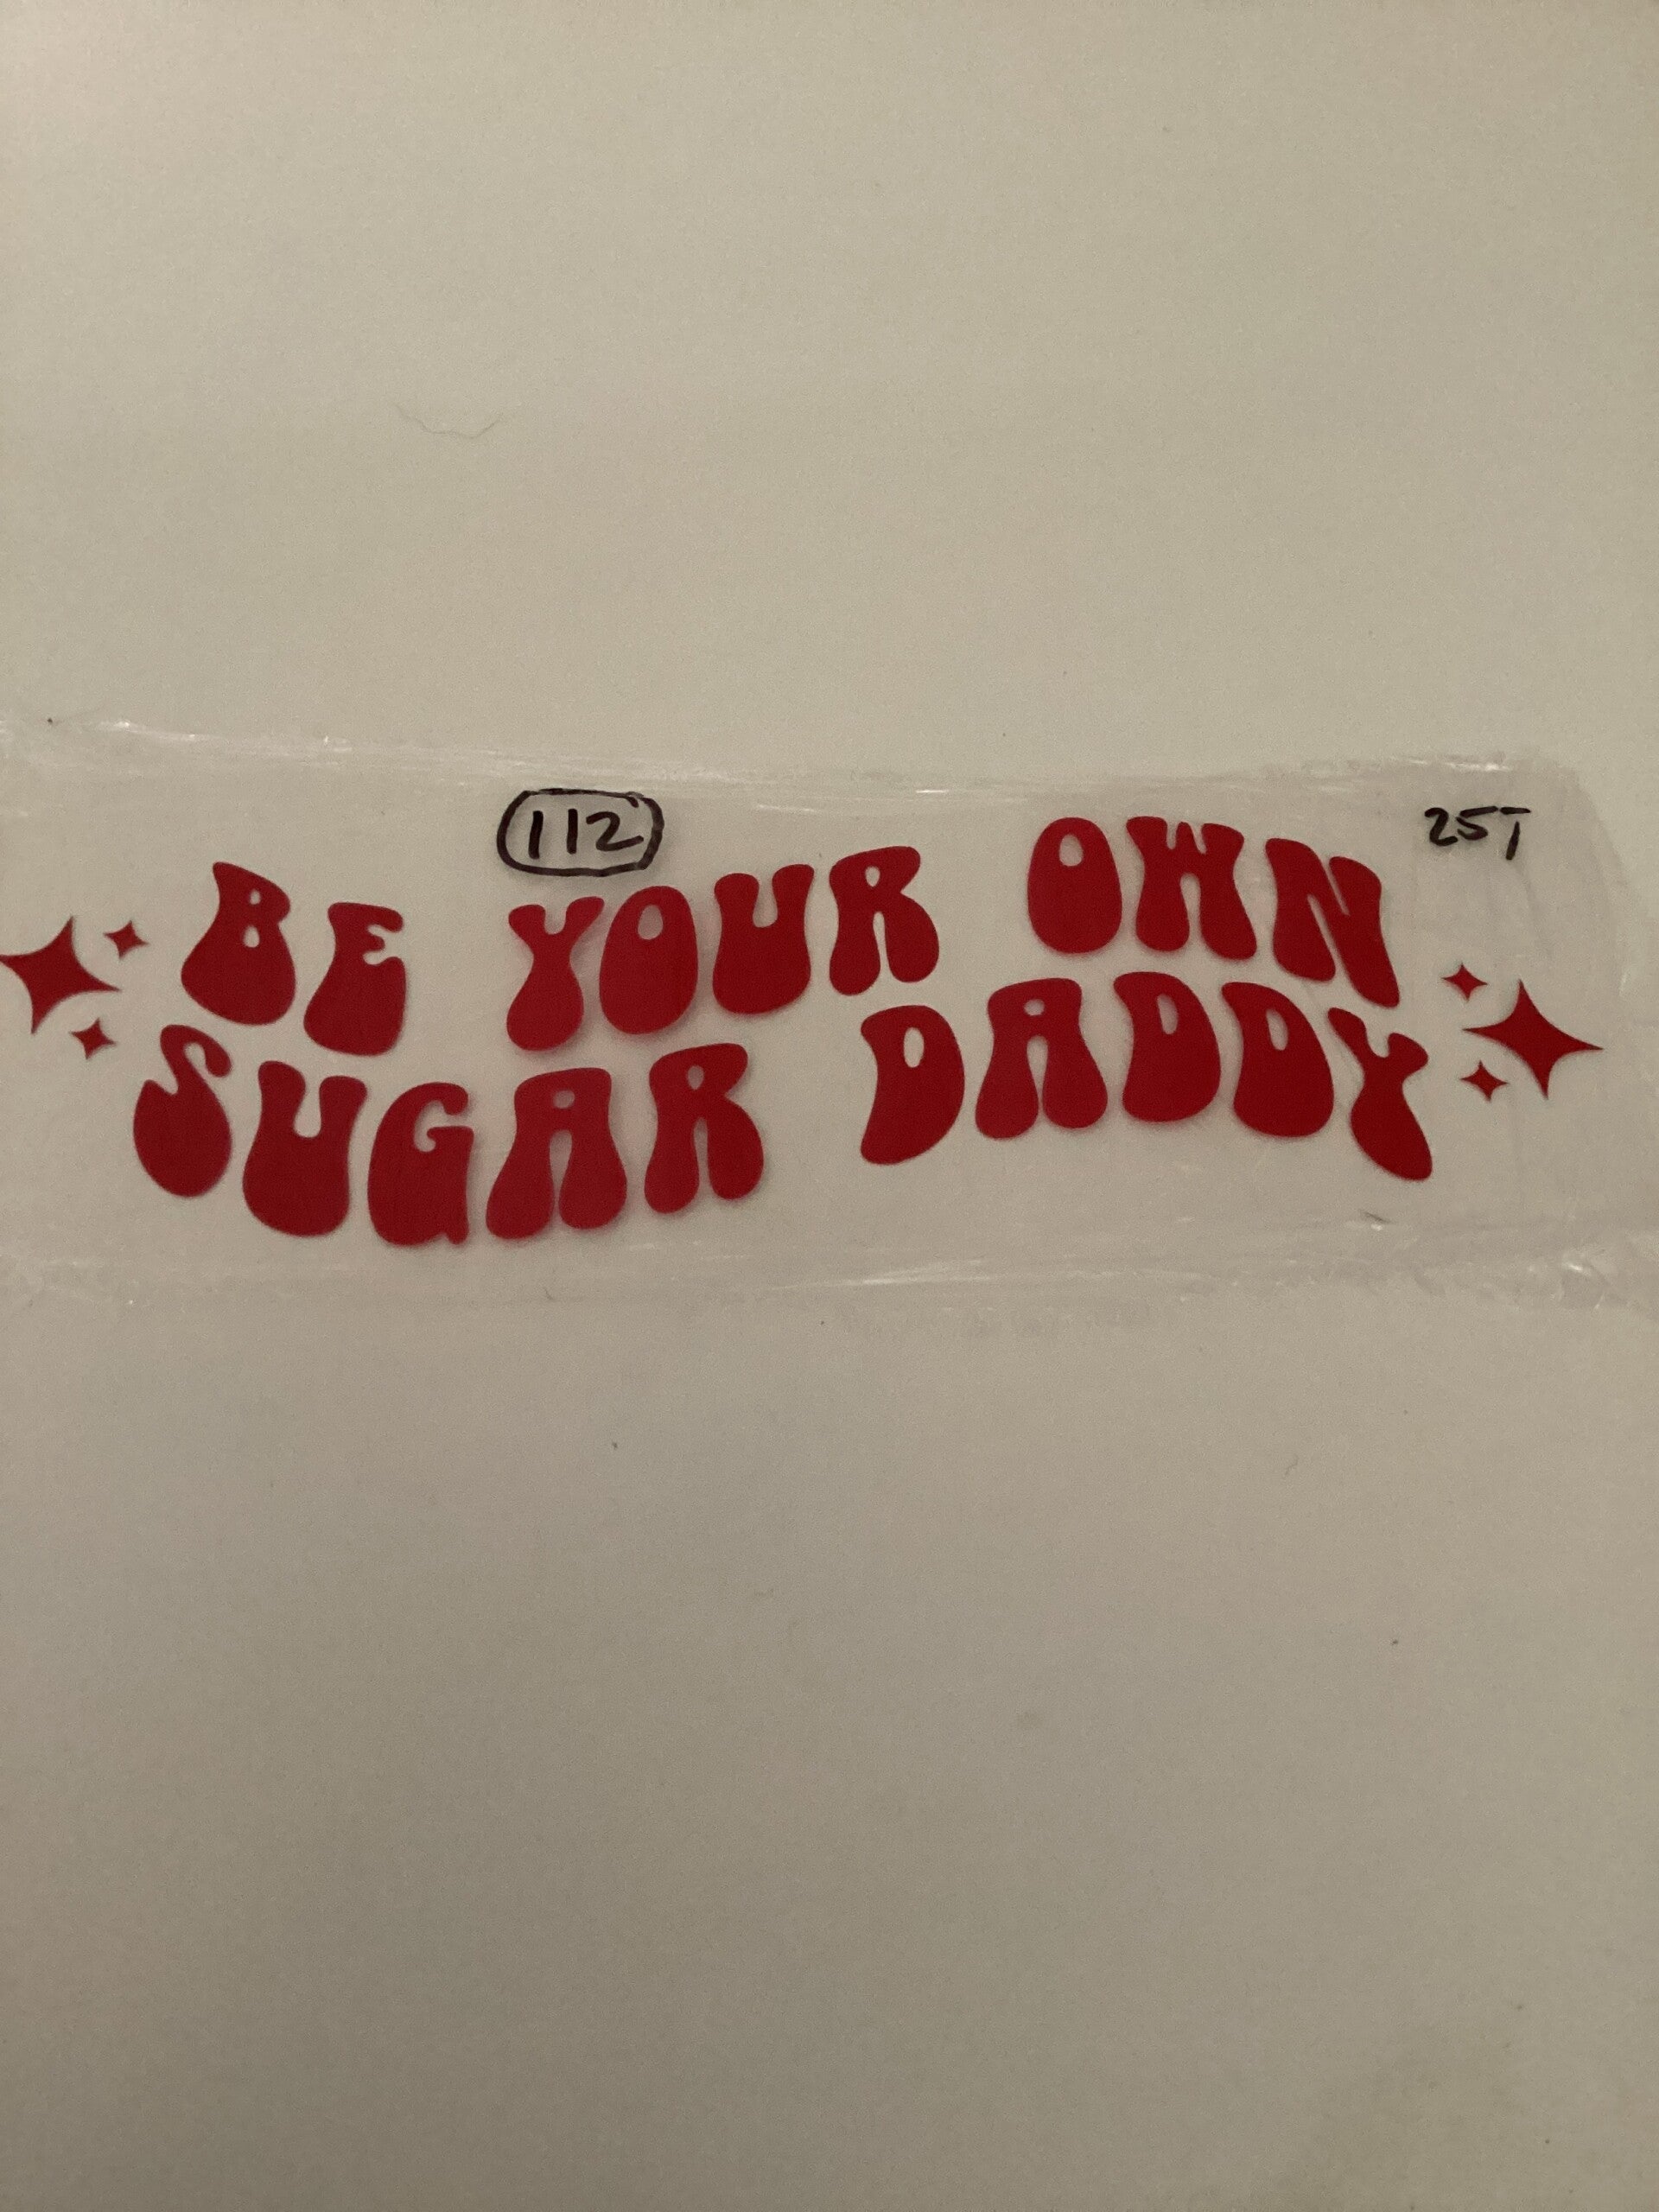 112
25T
BE YOUR OWN
SUGAR DADDY